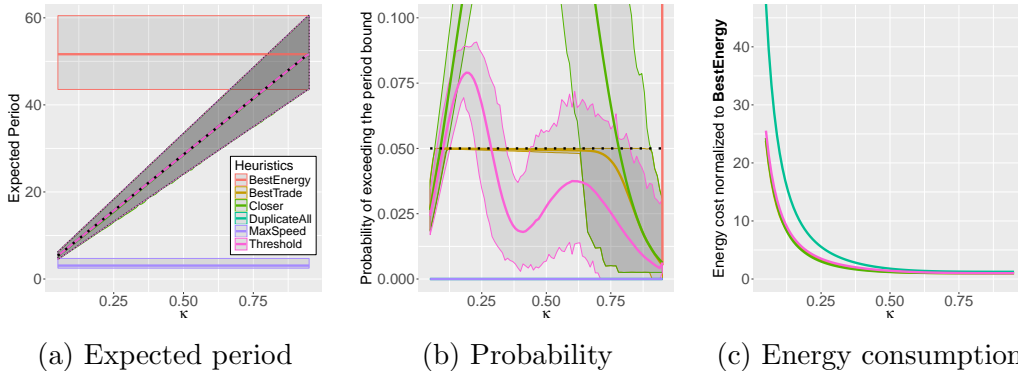 Expected Period
60
40
20
0
0.25
0.50
0.75
κ
Heuristics
BestEnergy
BestTrade
Closer
DuplicateAll
MaxSpeed
Threshold
(a) Expected period
Probability of exceeding the period bound
0.100
0.075
0.050
0.025
0.000
0.25
0.50
0.75
κ
(b) Probability
Energy cost normalized to BestEnergy
40
30
20
10
0
0.25
0.50
0.75
κ
(c) Energy consumption